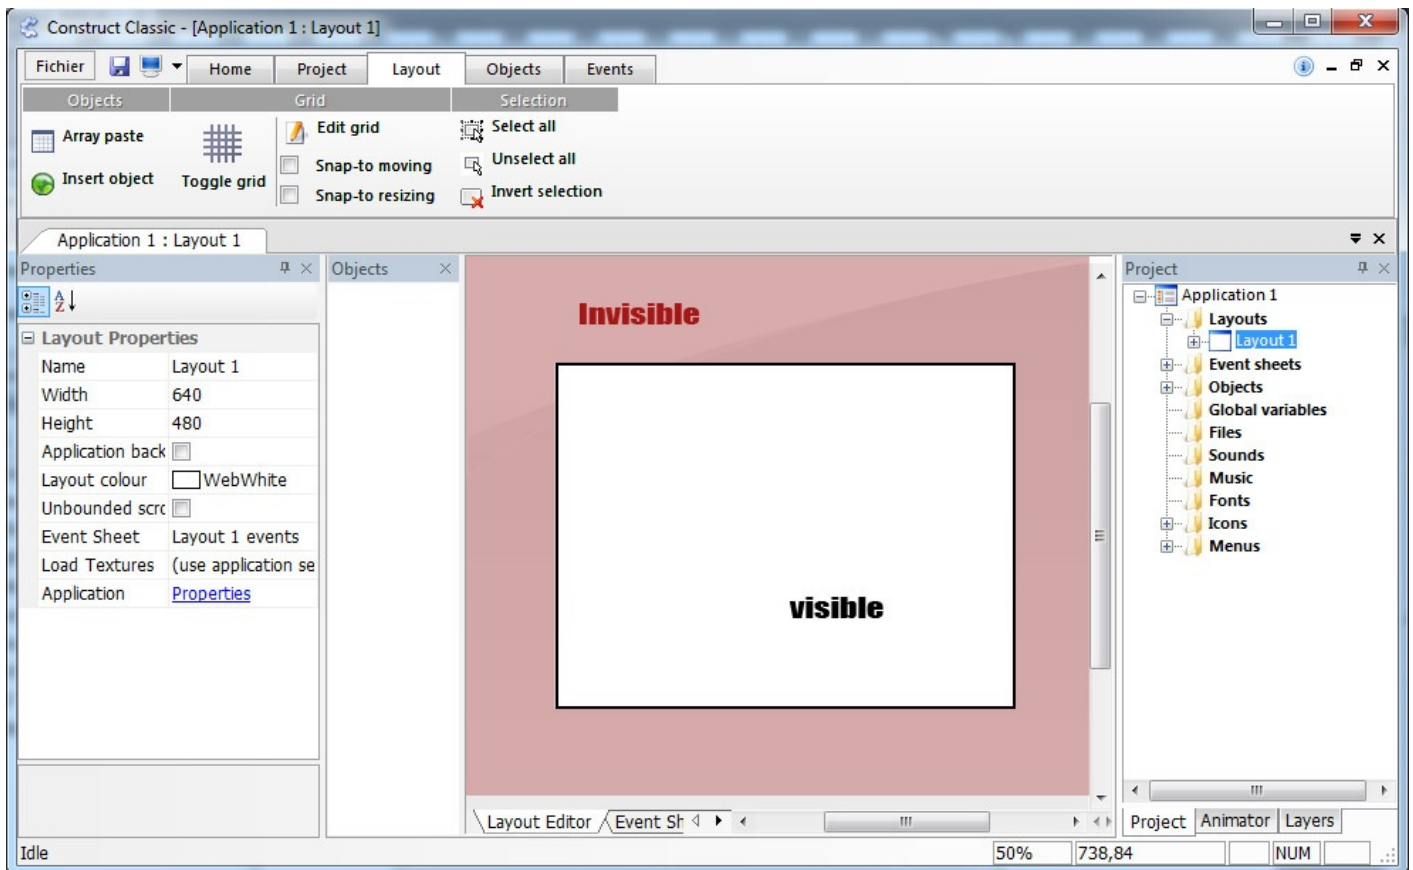 Construct Classic - [Application 1 : Layout 1]
Fichier Home Project Layout Objects Events
Objects Grid Selection
Array paste
Insert object
Toggle grid
Edit grid
Snap-to moving
Snap-to resizing
Select all
Unselect all
Invert selection
Application 1 : Layout 1
Properties
Layout Properties
Name Layout 1
Width 640
Height 480
Application back
Layout colour WebWhite
Unbounded scrc
Event Sheet Layout 1 events
Load Textures (use application se
Application Properties
Objects
Invisible
visible
Layout Editor Event Sh
Project
Application 1
Layouts
Layout 1
Event sheets
Objects
Global variables
Files
Sounds
Music
Fonts
Icons
Menus
Project Animator Layers
Idle 50% 738,84 NUM